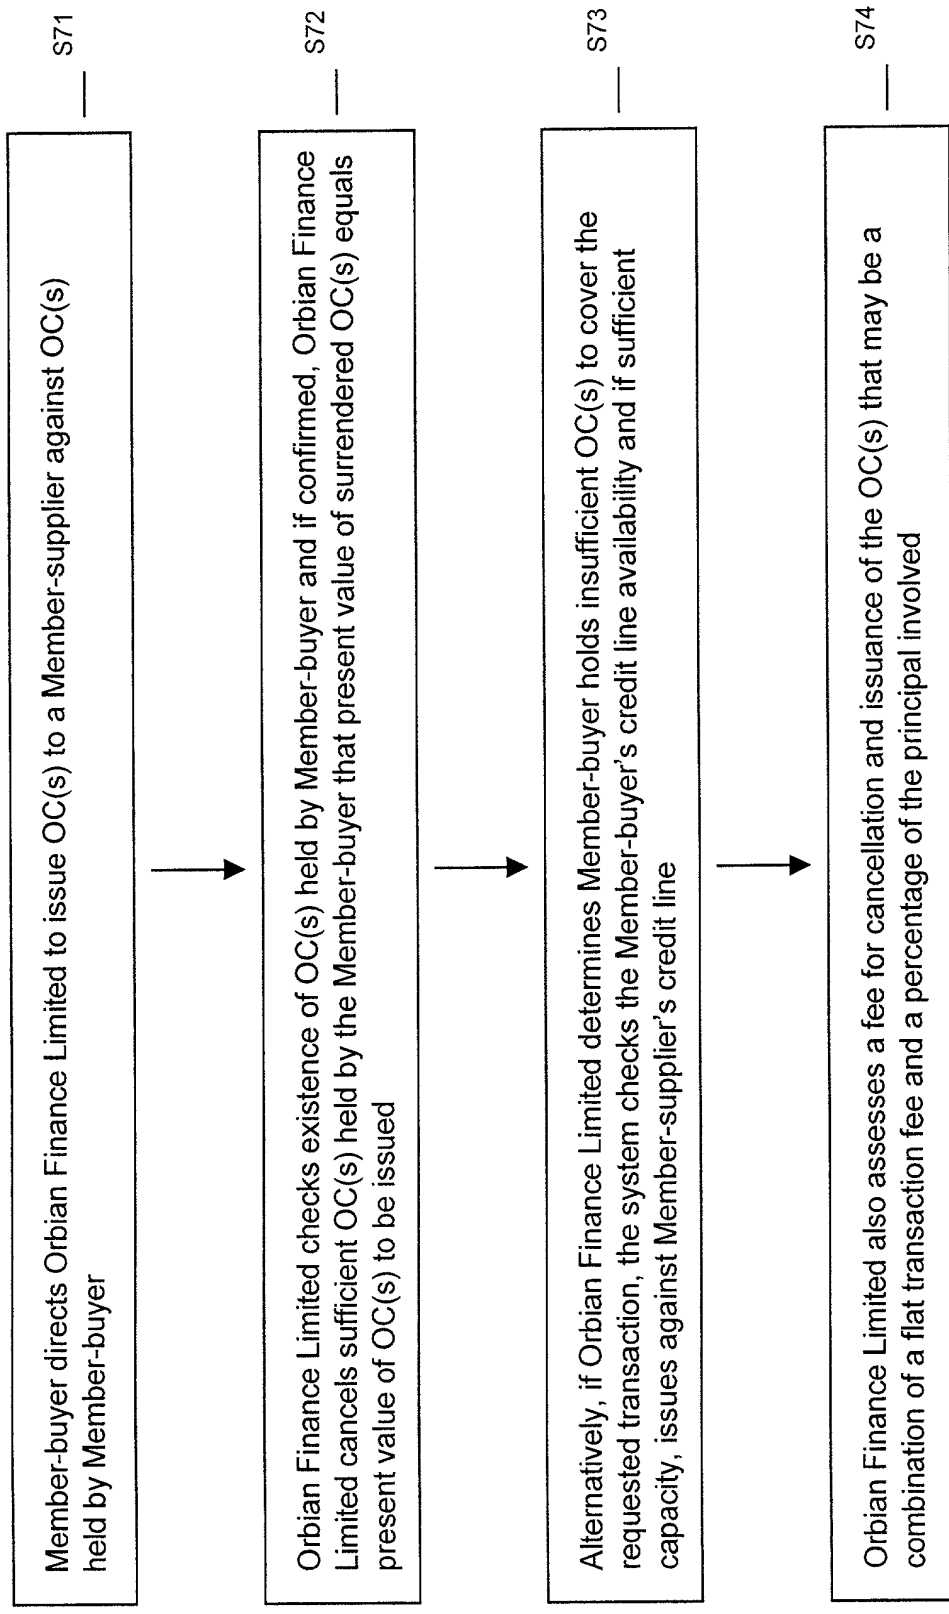 Member-buyer directs Orbian Finance Limited to issue OC(s) to a Member-supplier against OC(s)
held by Member-buyer
S71
Orbian Finance Limited checks existence of OC(s) held by Member-buyer and if confirmed, Orbian Finance
Limited cancels sufficient OC(s) held by the Member-buyer that present value of surrendered OC(s) equals
present value of OC(s) to be issued
S72
Alternatively, if Orbian Finance Limited determines Member-buyer holds insufficient OC(s) to cover the
requested transaction, the system checks the Member-buyer's credit line availability and if sufficient
capacity, issues against Member-supplier's credit line
S73
Orbian Finance Limited also assesses a fee for cancellation and issuance of the OC(s) that may be a
combination of a flat transaction fee and a percentage of the principal involved
S74